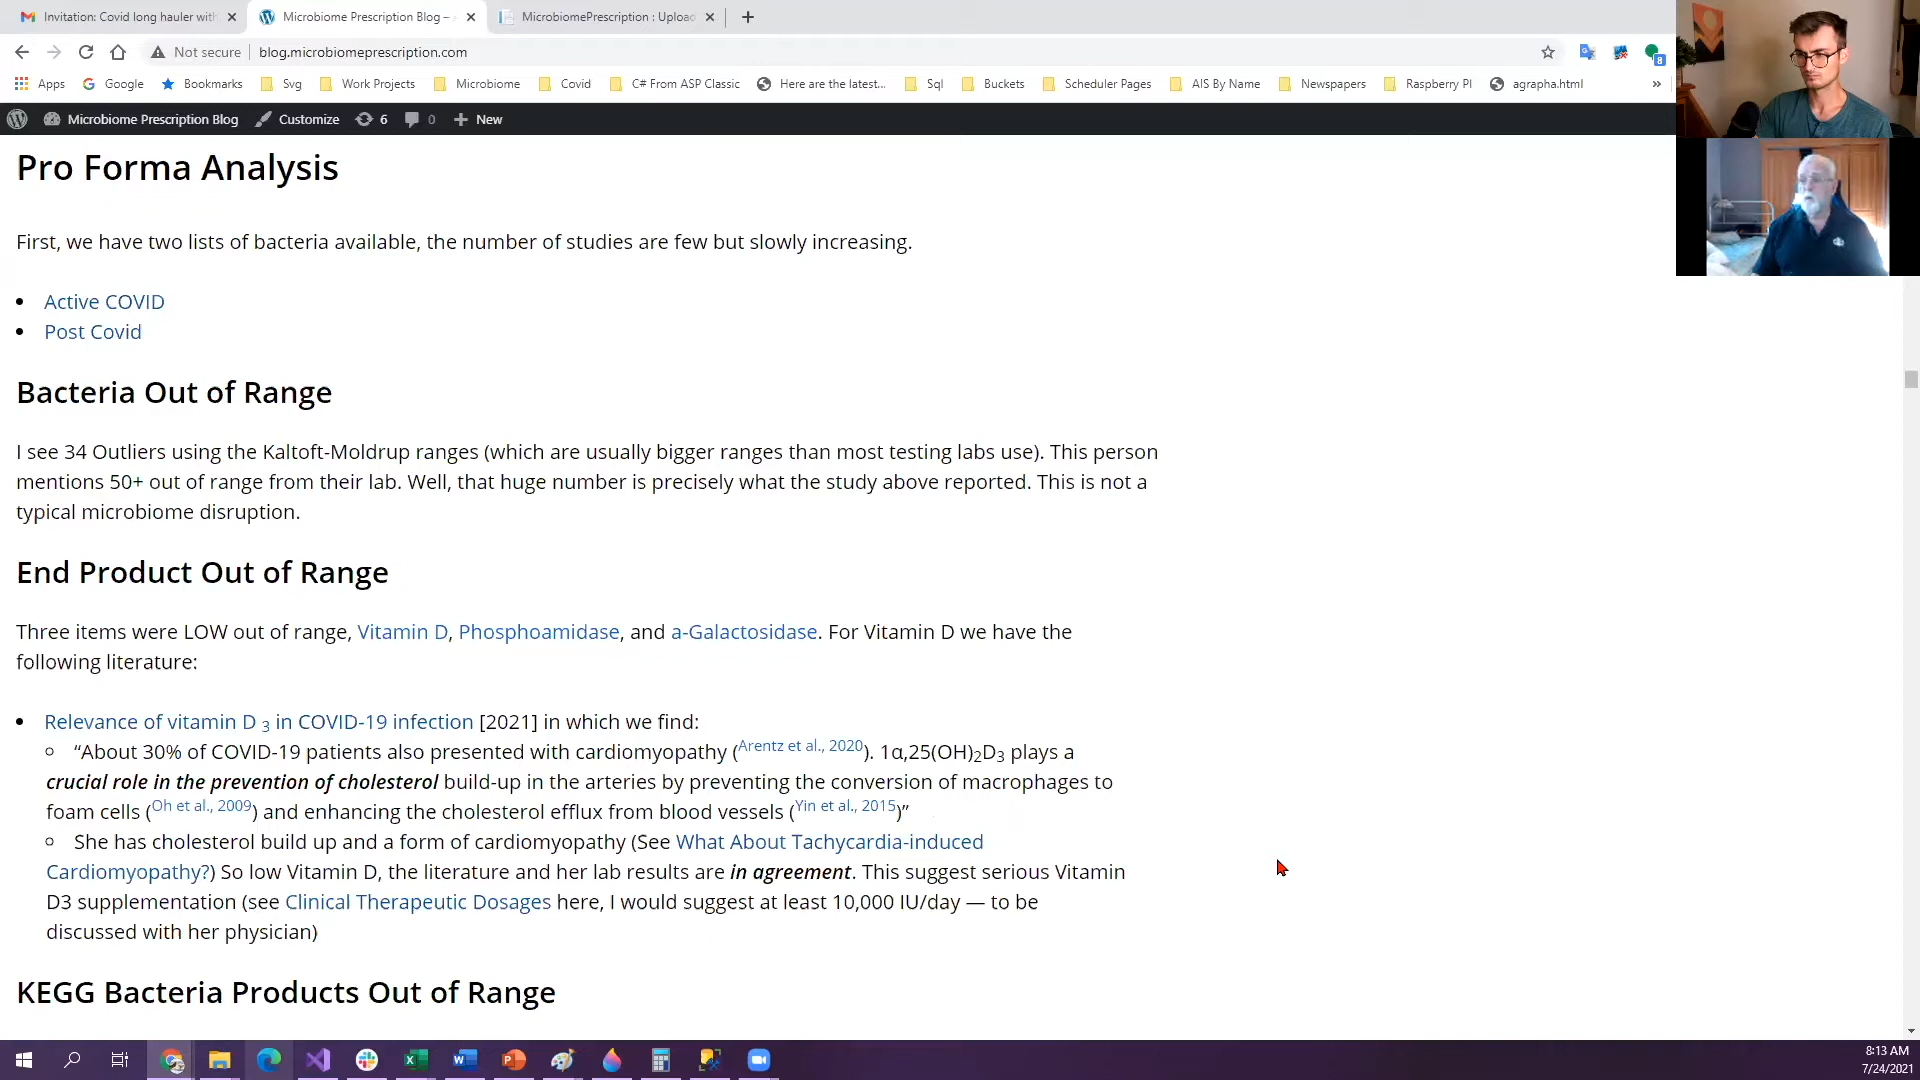 Invitation: Covid long hauler with
Microbiome Prescription Blog –
MicrobiomePrescription : Uploa
Not secure
blog.microbiomeprescription.com
8
Apps
Google
Bookmarks
Svg
Work Projects
Microbiome
Covid
C# From ASP Classic
Here are the latest...
Sql
Buckets
Scheduler Pages
AIS By Name
Newspapers
Raspberry PI
agrapha.html
»
Microbiome Prescription Blog
Customize
6
0
New
Pro Forma Analysis
First, we have two lists of bacteria available, the number of studies are few but slowly increasing.
Active COVID
Post Covid
Bacteria Out of Range
I see 34 Outliers using the Kaltoft-Moldrup ranges (which are usually bigger ranges than most testing labs use). This person
mentions 50+ out of range from their lab. Well, that huge number is precisely what the study above reported. This is not a
typical microbiome disruption.
End Product Out of Range
Three items were LOW out of range, Vitamin D, Phosphoamidase, and a-Galactosidase. For Vitamin D we have the
following literature:
Relevance of vitamin D 3 in COVID-19 infection [2021] in which we find:
“About 30% of COVID-19 patients also presented with cardiomyopathy (Arentz et al., 2020). 1α,25(OH)2D3 plays a
crucial role in the prevention of cholesterol build-up in the arteries by preventing the conversion of macrophages to
foam cells (Oh et al., 2009) and enhancing the cholesterol efflux from blood vessels (Yin et al., 2015)”
She has cholesterol build up and a form of cardiomyopathy (See What About Tachycardia-induced
Cardiomyopathy?) So low Vitamin D, the literature and her lab results are in agreement. This suggest serious Vitamin
D3 supplementation (see Clinical Therapeutic Dosages here, I would suggest at least 10,000 IU/day — to be
discussed with her physician)
KEGG Bacteria Products Out of Range
8:13 AM
7/24/2021